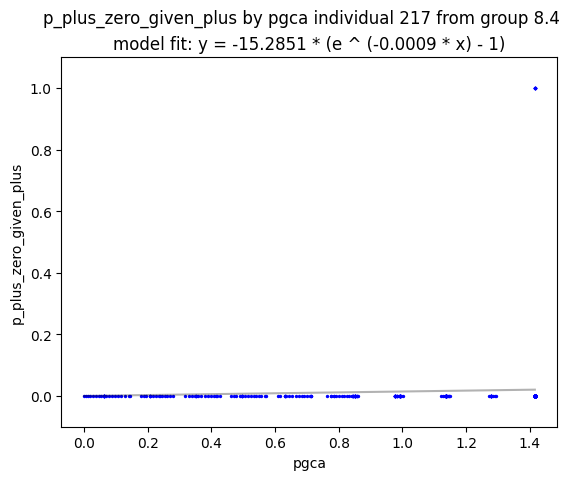 p_plus_zero_given_plus by pgca individual 217 from group 8.4
model fit: y = -15.2851 * (e ^ (-0.0009 * x) - 1)
1.0
0.8
0.6
0.4
0.2
0.0
p_plus_zero_given_plus
0.0 0.2 0.4 0.6 0.8 1.0 1.2 1.4
pgca